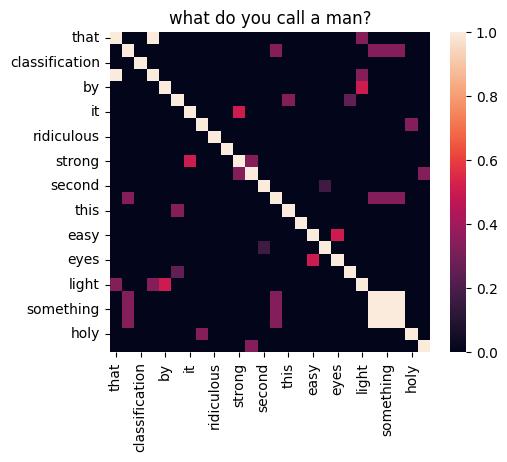 what do you call a man?
that
classification
by
it
ridiculous
strong
second
this
easy
eyes
light
something
holy
1.0
0.8
0.6
0.4
0.2
0.0
that
classification
by
it
ridiculous
strong
second
this
easy
eyes
light
something
holy